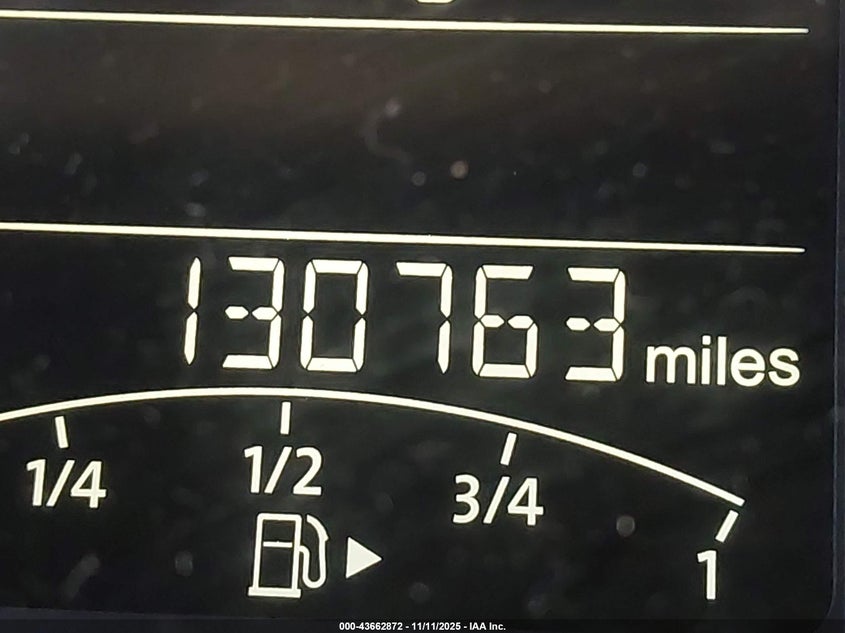 130763 miles
1/4 1/2 3/4 1
000-43662872 - 11/11/2025 - IAA Inc.